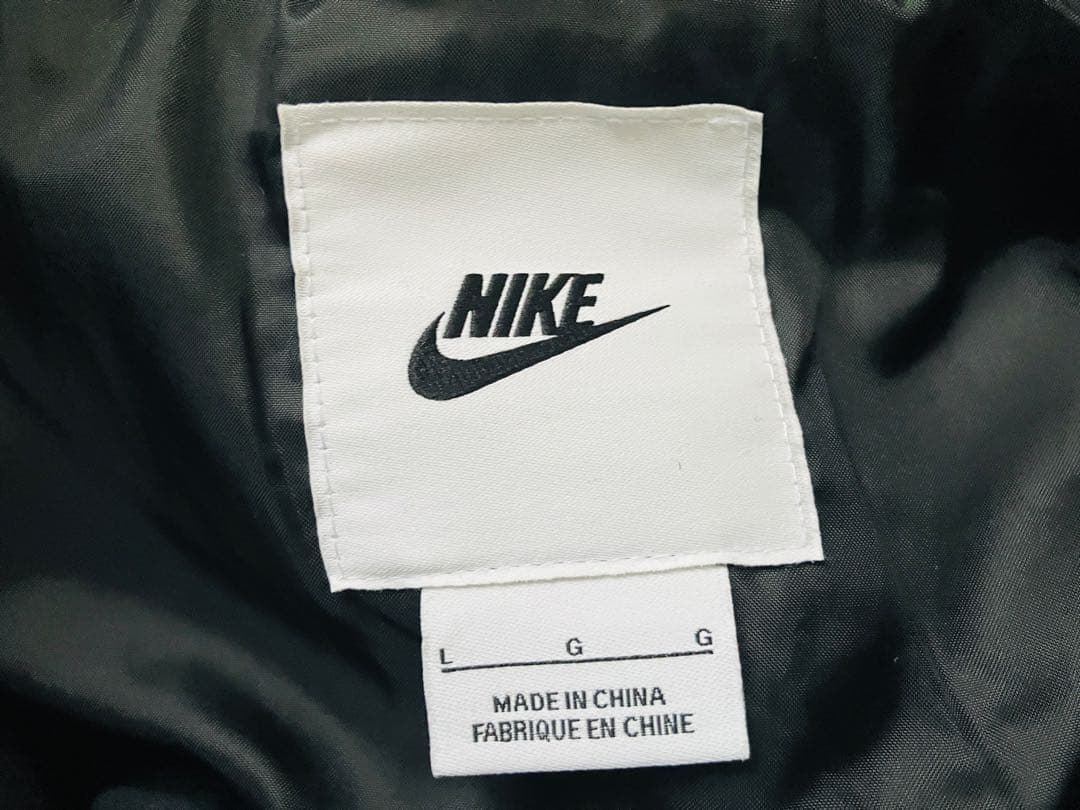 NIKE
L G G
MADE IN CHINA
FABRIQUE EN CHINE